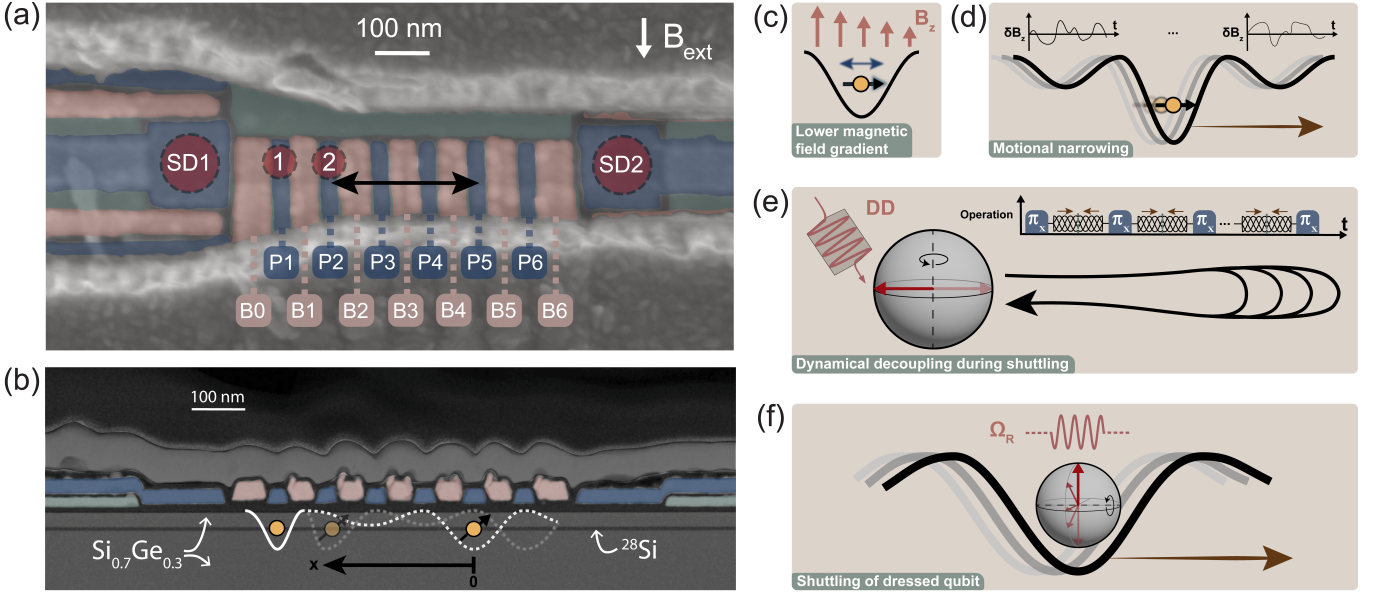 (a)
100 nm
B_ext
SD1
1
2
SD2
P1
P2
P3
P4
P5
P6
B0
B1
B2
B3
B4
B5
B6
(b)
100 nm
Si_0.7Ge_0.3
^28Si
x
0
(c)
B_z
Lower magnetic
field gradient
(d)
δB_z
t
...
δB_z
t
Motional narrowing
(e)
DD
Operation
π_x
π_x
π_x
...
π_x
t
Dynamical decoupling during shuttling
(f)
Ω_R
Shuttling of dressed qubit